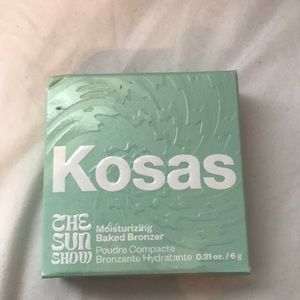 Kosas
THE
SUN
SHOW
Moisturizing
Baked Bronzer
Poudre Compacte
Bronzante Hydratante 0.21 oz. / 6 g